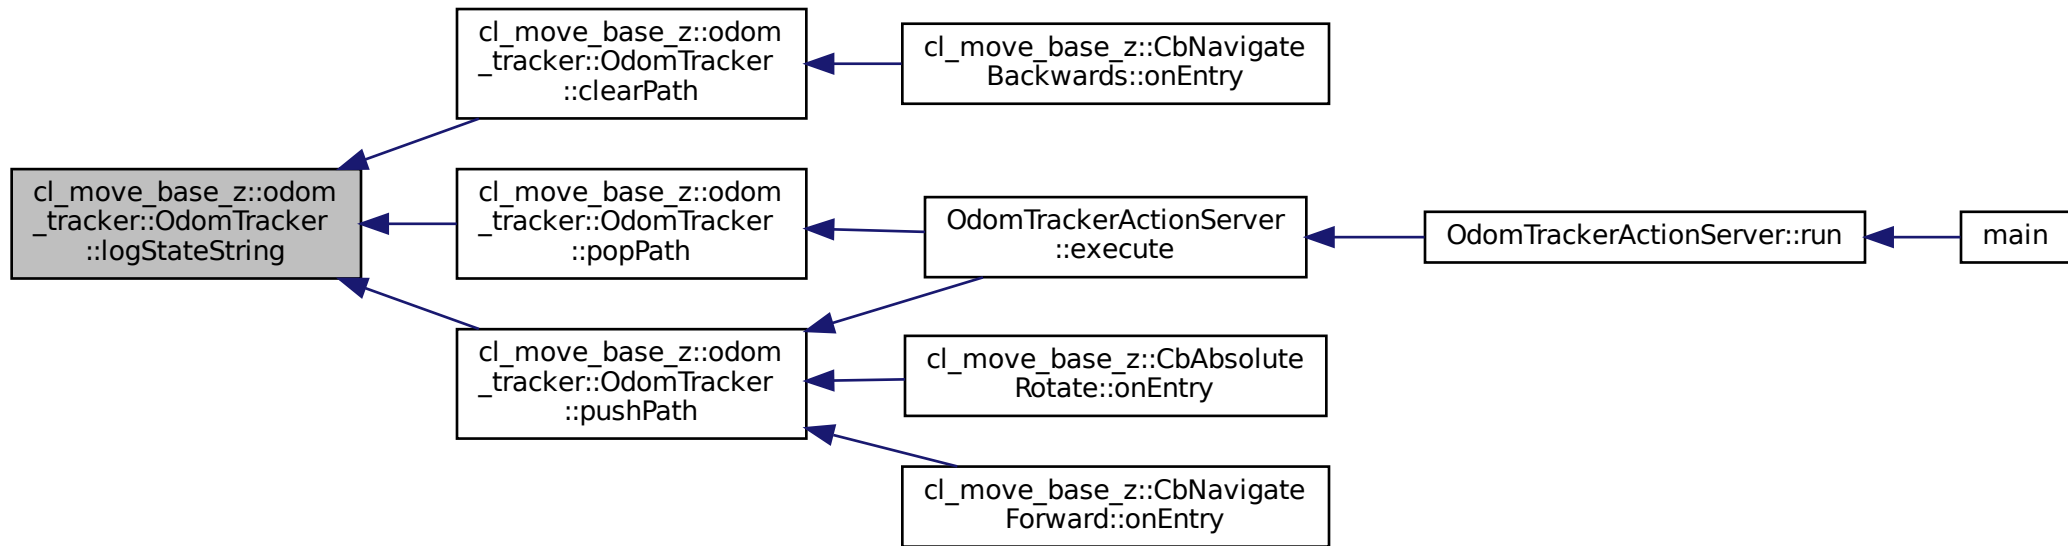 cl_move_base_z::odom
_tracker::OdomTracker
::logStateString
cl_move_base_z::odom
_tracker::OdomTracker
::clearPath
cl_move_base_z::odom
_tracker::OdomTracker
::popPath
cl_move_base_z::odom
_tracker::OdomTracker
::pushPath
cl_move_base_z::CbNavigate
Backwards::onEntry
OdomTrackerActionServer
::execute
cl_move_base_z::CbAbsolute
Rotate::onEntry
cl_move_base_z::CbNavigate
Forward::onEntry
OdomTrackerActionServer::run
main